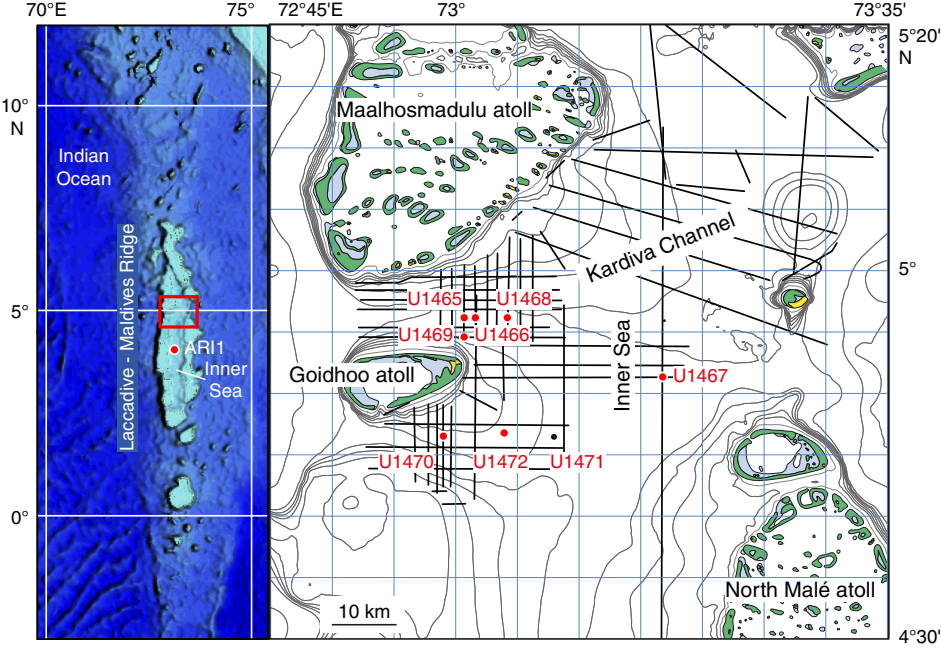 70°E
75°
72°45'E
73°
73°35'
5°20'
N
10°
N
Indian
Ocean
Laccadive - Maldives Ridge
5°
ARI1
Inner
Sea
0°
Maalhosmadulu atoll
Kardiva Channel
5°
U1465
U1468
U1469
U1466
Goidhoo atoll
Inner Sea
U1467
U1470
U1472
U1471
North Malé atoll
10 km
4°30'